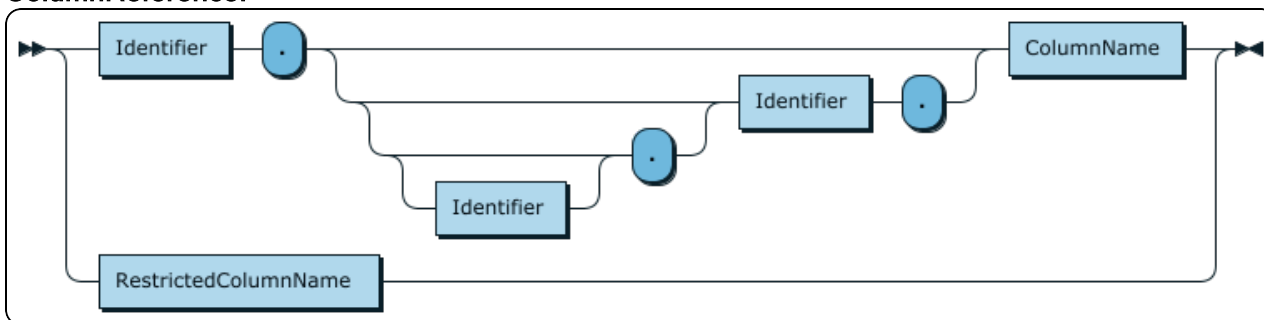 Identifier . ColumnName
Identifier .
.
Identifier
RestrictedColumnName